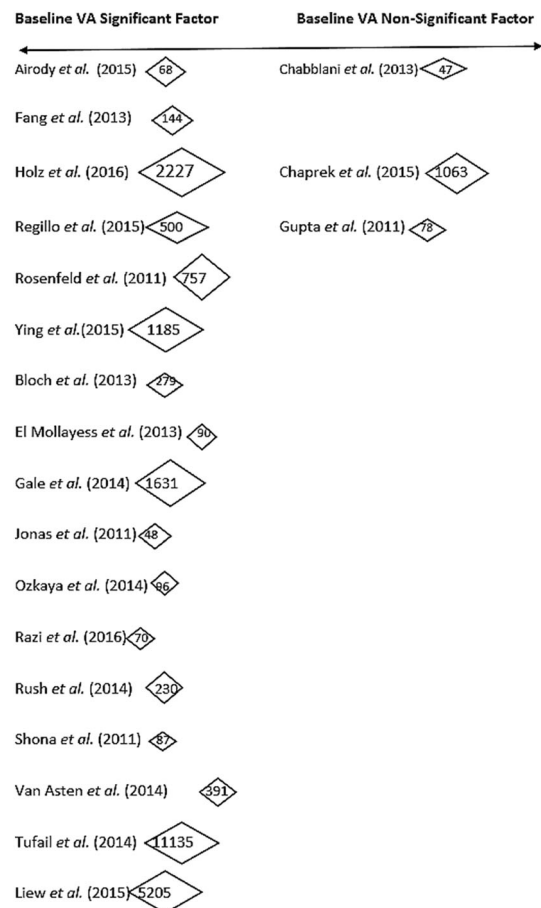 Baseline VA Significant Factor Baseline VA Non-Significant Factor
Airody et al. (2015) 68 Chabblani et al. (2013) 47
Fang et al. (2013) 144
Holz et al. (2016) 2227 Chaprek et al. (2015) 1063
Regillo et al. (2015) 500 Gupta et al. (2011) 78
Rosenfeld et al. (2011) 757
Ying et al.(2015) 1185
Bloch et al. (2013) 279
El Mollayess et al. (2013) 90
Gale et al. (2014) 1631
Jonas et al. (2011) 48
Ozkaya et al. (2014) 96
Razi et al. (2016) 70
Rush et al. (2014) 230
Shona et al. (2011) 87
Van Asten et al. (2014) 391
Tufail et al. (2014) 11135
Liew et al. (2015) 5205